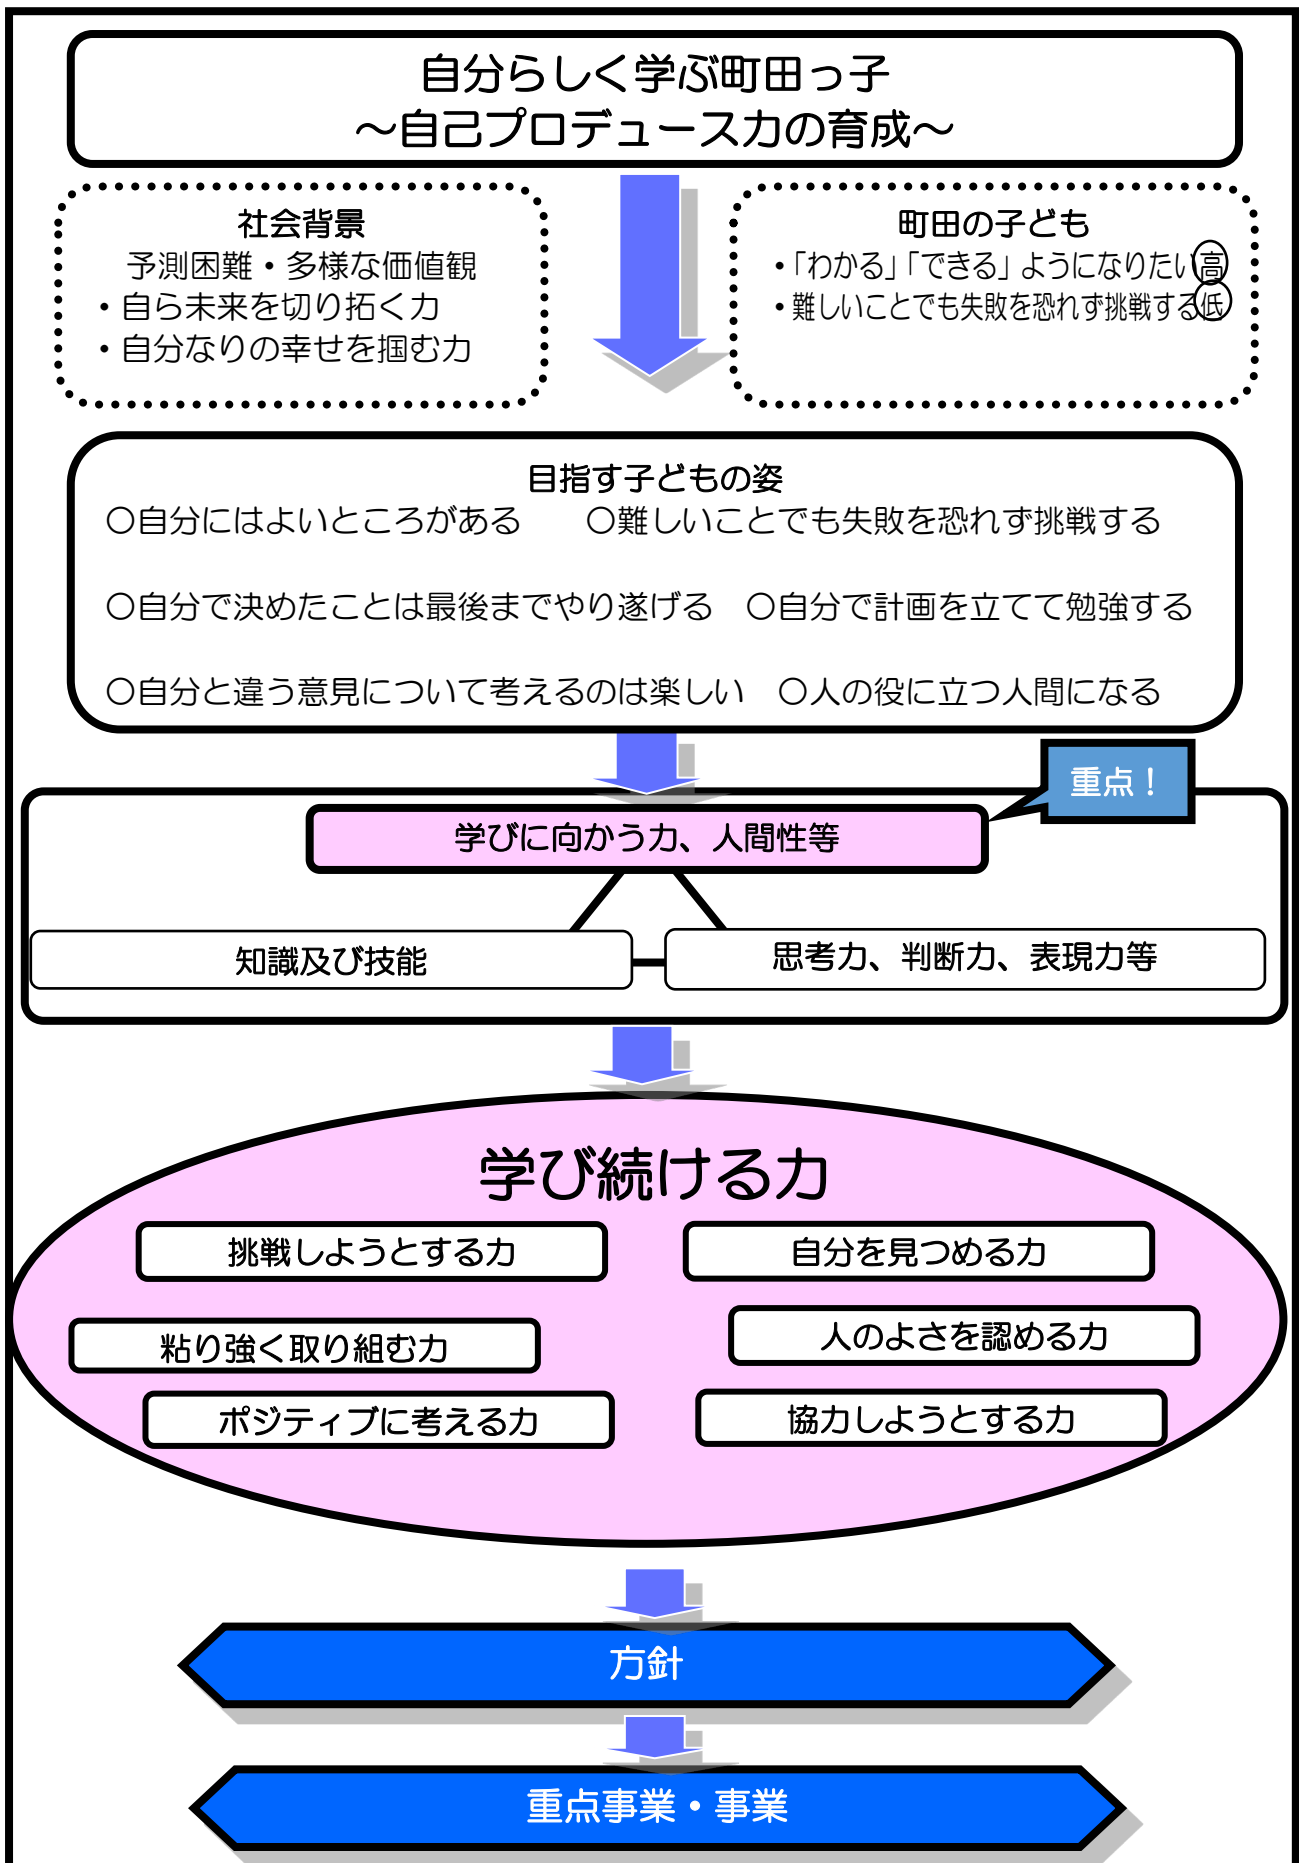 自分らしく学ぶ町田っ子
～自己プロデュース力の育成～
社会背景
予測困難・多様な価値観
・自ら未来を切り拓く力
・自分なりの幸せを掴む力
町田の子ども
・「わかる」「できる」ようになりたい高
・難しいことでも失敗を恐れず挑戦する低
目指す子どもの姿
〇自分にはよいところがある　　〇難しいことでも失敗を恐れず挑戦する
〇自分で決めたことは最後までやり遂げる　〇自分で計画を立てて勉強する
〇自分と違う意見について考えるのは楽しい　〇人の役に立つ人間になる
重点！
学びに向かう力、人間性等
知識及び技能
思考力、判断力、表現力等
学び続ける力
挑戦しようとする力
自分を見つめる力
粘り強く取り組む力
人のよさを認める力
ポジティブに考える力
協力しようとする力
方針
重点事業・事業